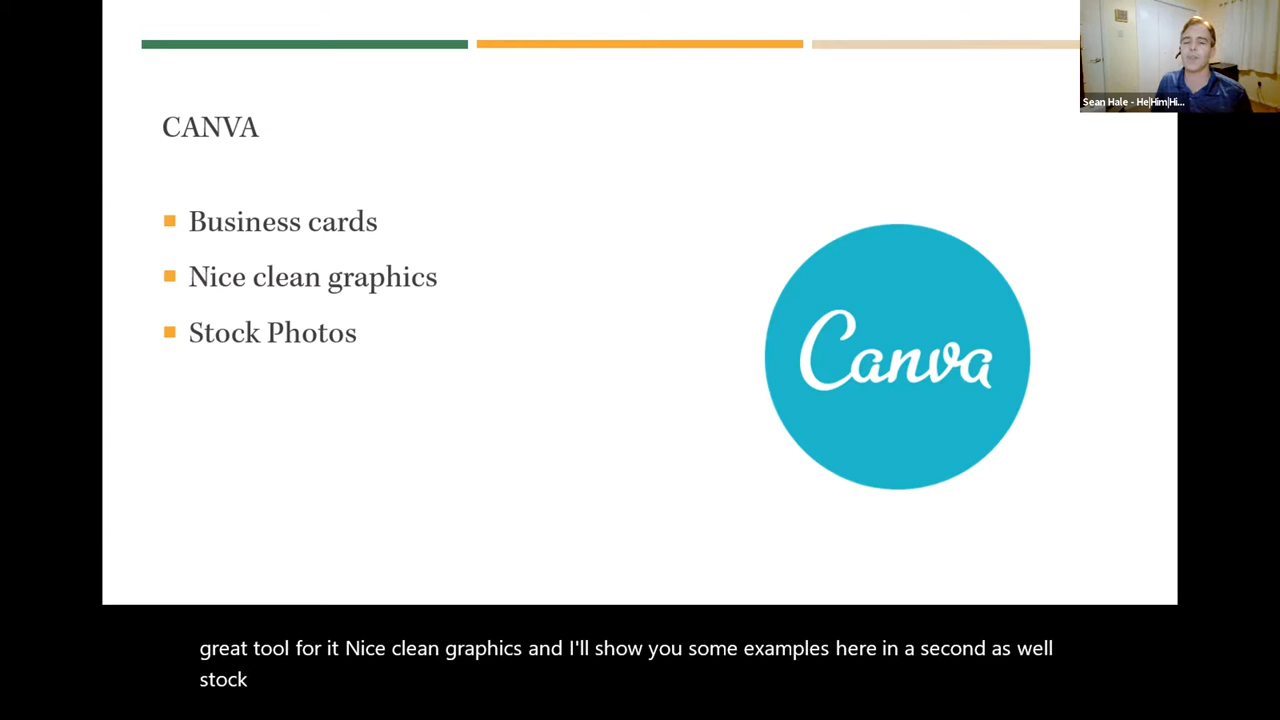 Sean Hale - He|Him|Hi...
CANVA
Business cards
Nice clean graphics
Stock Photos
Canva
great tool for it Nice clean graphics and I'll show you some examples here in a second as well
stock